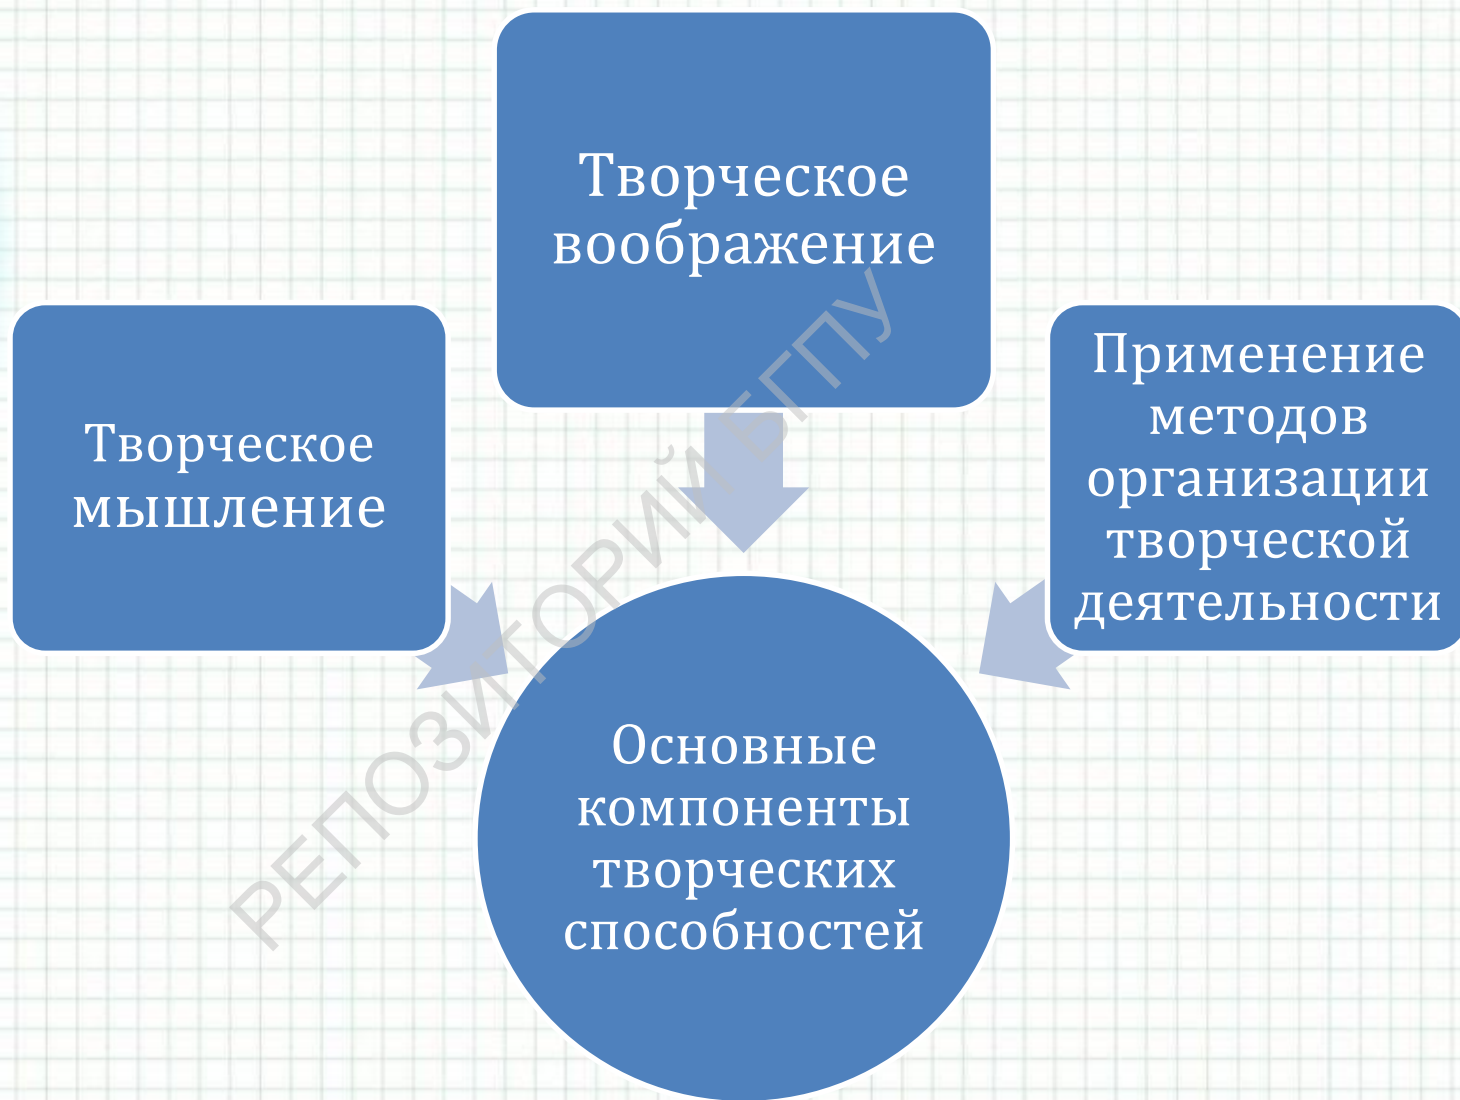 Творческое
воображение
Творческое
мышление
Применение
методов
организации
творческой
деятельности
Основные
компоненты
творческих
способностей
РЕПОЗИТОРИЙ БГПУ